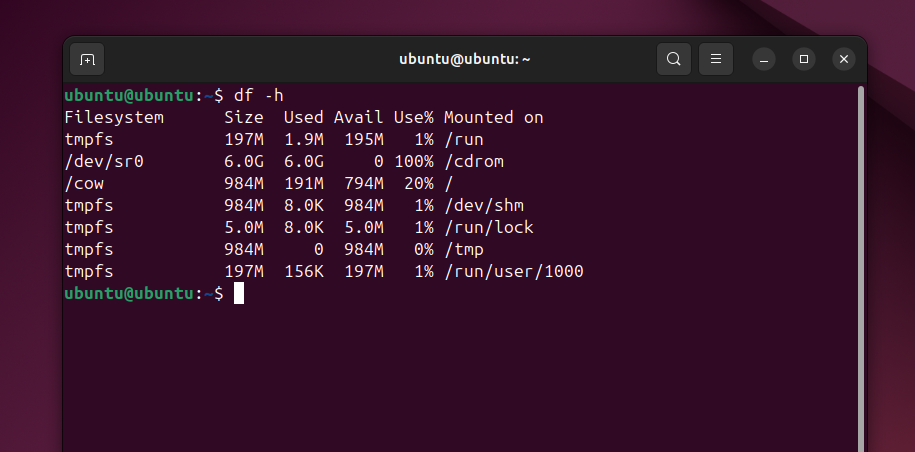 ubuntu@ubuntu: ~
ubuntu@ubuntu:~$ df -h
Filesystem      Size  Used Avail Use% Mounted on
tmpfs           197M  1.9M  195M   1% /run
/dev/sr0        6.0G  6.0G     0 100% /cdrom
/cow            984M  191M  794M  20% /
tmpfs           984M  8.0K  984M   1% /dev/shm
tmpfs           5.0M  8.0K  5.0M   1% /run/lock
tmpfs           984M     0  984M   0% /tmp
tmpfs           197M  156K  197M   1% /run/user/1000
ubuntu@ubuntu:~$